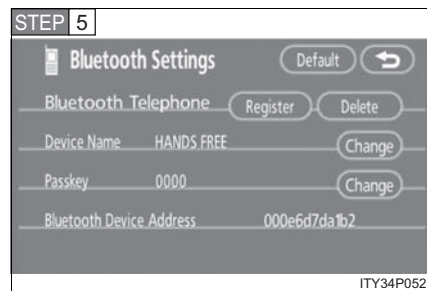 STEP 5
Bluetooth Settings Default
Bluetooth Telephone Register Delete
Device Name HANDS FREE Change
Passkey 0000 Change
Bluetooth Device Address 000e6d7da1b2
ITY34P052